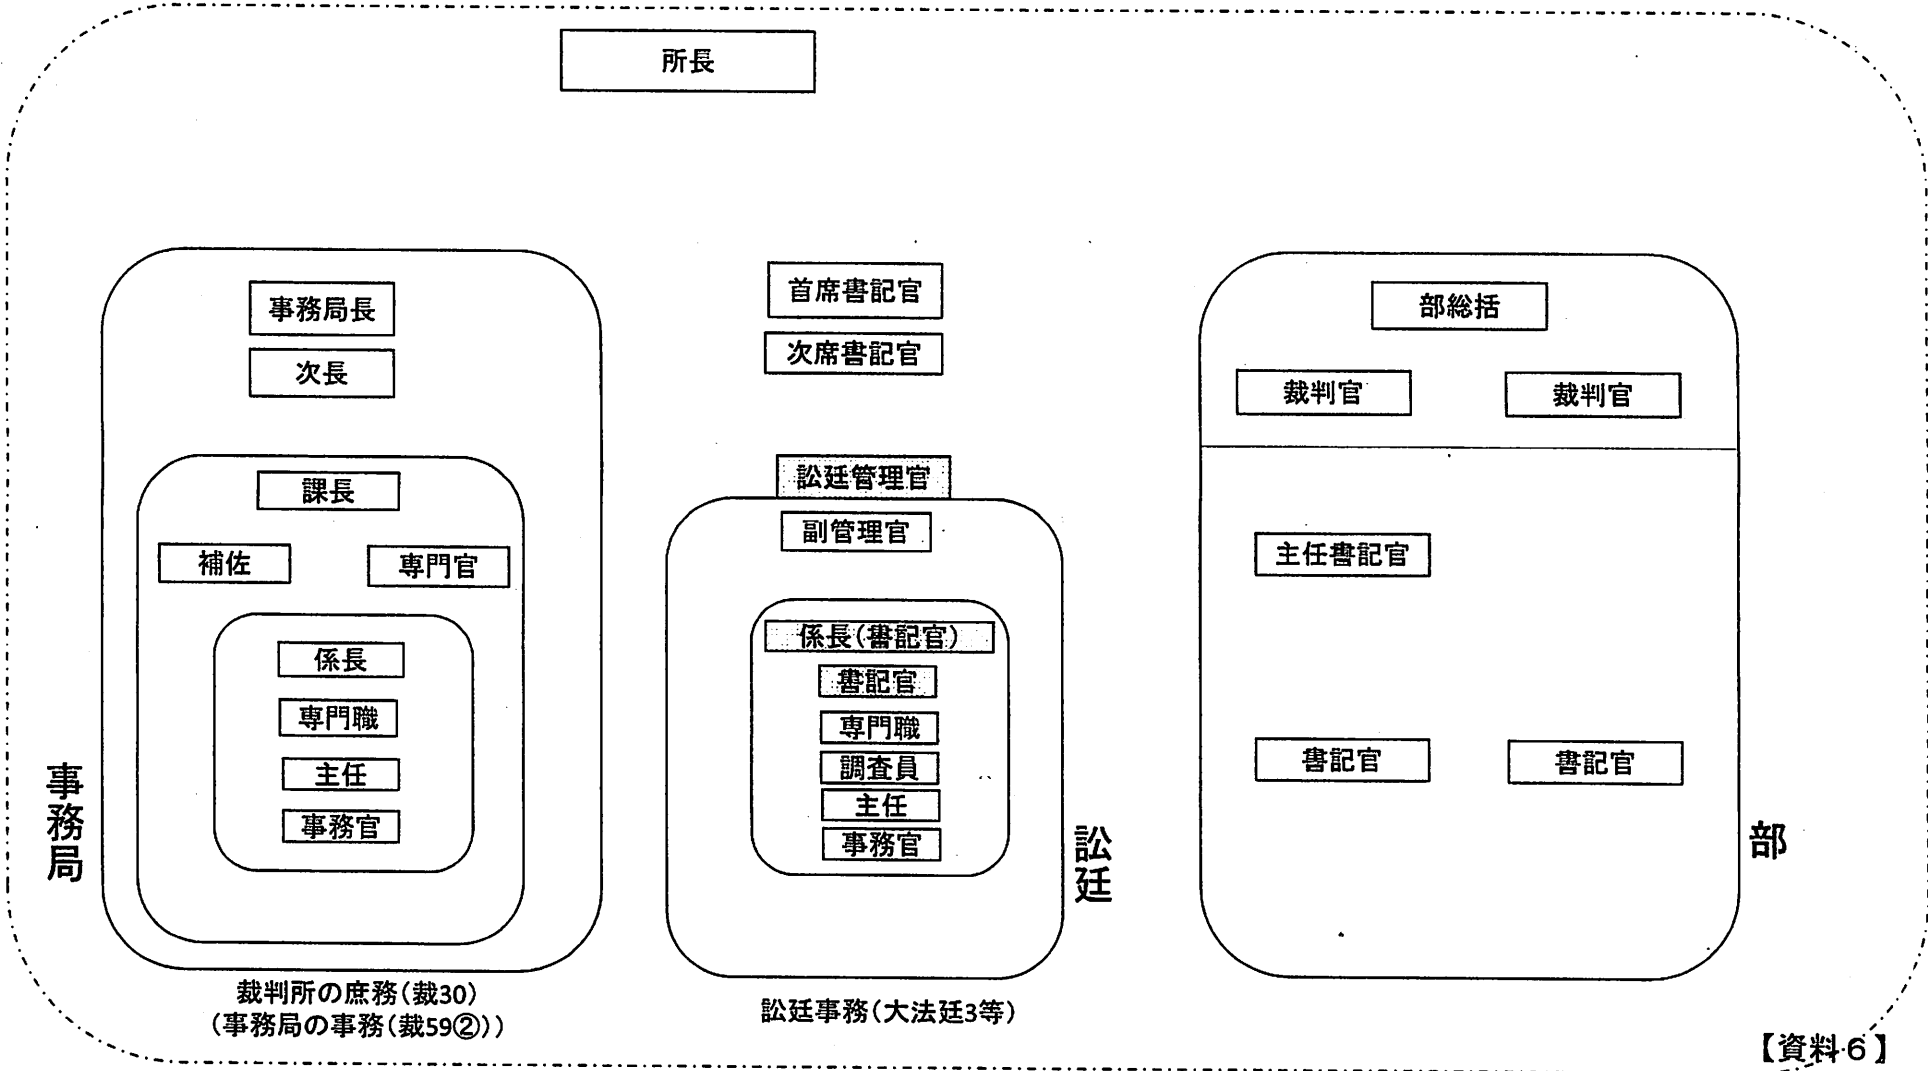 所長
事務局長
次長
課長
補佐
専門官
係長
専門職
主任
事務官
事務局
裁判所の庶務(裁30)
(事務局の事務(裁59②))
首席書記官
次席書記官
訟廷管理官
副管理官
係長(書記官)
書記官
専門職
調査員
主任
事務官
訟廷
訟廷事務(大法廷3等)
部総括
裁判官
裁判官
主任書記官
書記官
書記官
部
【資料6】